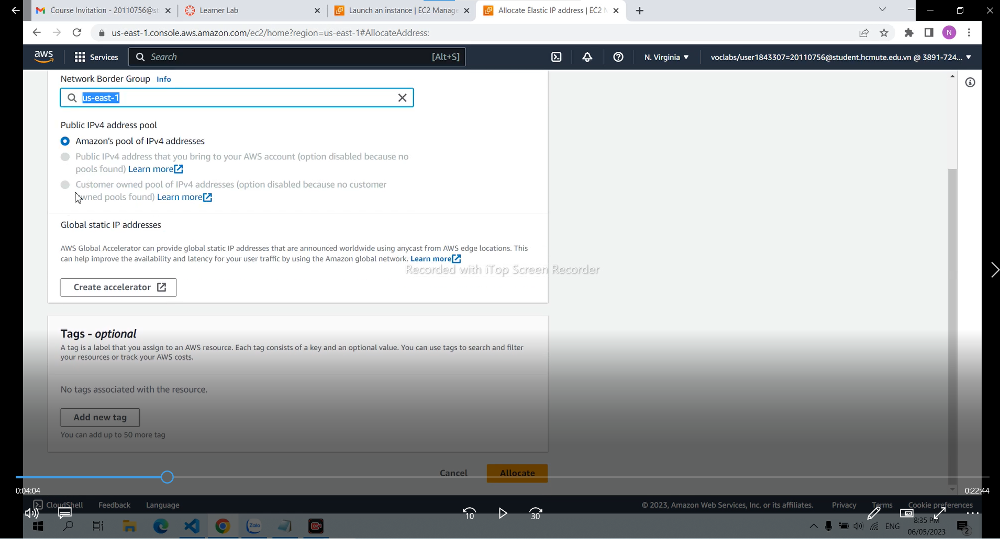 Course Invitation - 20110756@st
Learner Lab
Launch an instance | EC2 Manage
Allocate Elastic IP address | EC2 M
us-east-1.console.aws.amazon.com/ec2/home?region=us-east-1#AllocateAddress:
N
aws
Services
Search
[Alt+S]
N. Virginia
voclabs/user1843307=20110756@student.hcmute.edu.vn @ 3891-724...
Network Border Group Info
us-east-1
Public IPv4 address pool
Amazon's pool of IPv4 addresses
Public IPv4 address that you bring to your AWS account (option disabled because no
pools found) Learn more
Customer owned pool of IPv4 addresses (option disabled because no customer
owned pools found) Learn more
Global static IP addresses
AWS Global Accelerator can provide global static IP addresses that are announced worldwide using anycast from AWS edge locations. This
can help improve the availability and latency for your user traffic by using the Amazon global network. Learn more
Recorded with iTop Screen Recorder
Create accelerator
Tags - optional
A tag is a label that you assign to an AWS resource. Each tag consists of a key and an optional value. You can use tags to search and filter
your resources or track your AWS costs.
No tags associated with the resource.
Add new tag
You can add up to 50 more tag
Cancel
Allocate
0:04:04
0:22:44
CloudShell
Feedback
Language
© 2023, Amazon Web Services, Inc. or its affiliates.
Privacy
Terms
Cookie preferences
10
30
Zalo
ENG
8:35 PM
06/05/2023
2